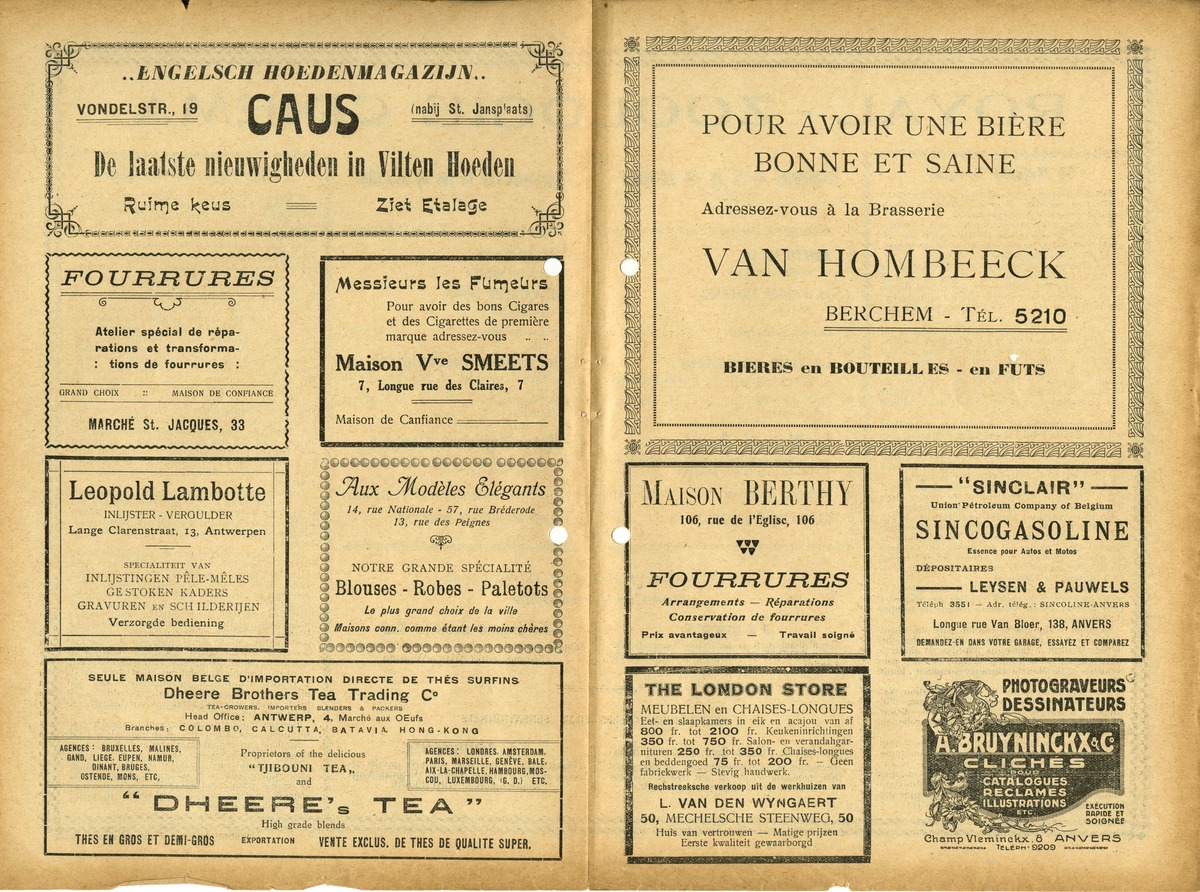 ..ENGELSCH HOEDENMAGAZIJN..
VONDELSTR., 19 CAUS (nabij St. Jansplaats)
De laatste nieuwigheden in Vilten Hoeden
Ruime keus Ziet Etalage
FOURRURES
Atelier spécial de répa-
rations et transforma-
: tions de fourrures :
GRAND CHOIX :: MAISON DE CONFIANCE
MARCHÉ St. JACQUES, 33
Messieurs les Fumeurs
Pour avoir des bons Cigares
et des Cigarettes de première
marque adressez-vous .. ..
Maison Vve SMEETS
7, Longue rue des Claires, 7
Maison de Canfiance
Leopold Lambotte
INLIJSTER - VERGULDER
Lange Clarenstraat, 13, Antwerpen
SPECIALITEIT VAN
INLIJSTINGEN PÊLE-MÊLES
GESTOKEN KADERS
GRAVUREN EN SCHILDERIJEN
Verzorgde bediening
Aux Modèles Elégants
14, rue Nationale - 57, rue Bréderode
13, rue des Peignes
NOTRE GRANDE SPÉCIALITÉ
Blouses - Robes - Paletots
Le plus grand choix de la ville
Maisons conn. comme étant les moins chères
SEULE MAISON BELGE D'IMPORTATION DIRECTE DE THÉS SURFINS
Dheere Brothers Tea Trading Co
TEA-GROWERS, IMPORTERS BLENDERS & PACKERS
Head Office: ANTWERP, 4, Marché aux OEufs
Branches: COLOMBO, CALCUTTA, BATAVIA HONG-KONG
AGENCES: BRUXELLES, MALINES,
GAND, LIEGE, EUPEN, NAMUR,
DINANT, BRUGES,
OSTENDE, MONS, ETC,
Proprietors of the delicious
"TJIBOUNI TEA,,
and
AGENCES: LONDRES, AMSTERDAM,
PARIS, MARSEILLE, GENÉVE, BALE,
AIX-LA-CHAPELLE, HAMBOURG, MOS-
COU, LUXEMBOURG, (G. D.) ETC.
"DHEERE's TEA"
High grade blends
THES EN GROS ET DEMI-GROS EXPORTATION VENTE EXCLUS. DE THES DE QUALITE SUPER.
POUR AVOIR UNE BIÈRE
BONNE ET SAINE
Adressez-vous à la Brasserie
VAN HOMBEECK
BERCHEM - TÉL. 5210
BIERES en BOUTEILLES - en FÛTS
MAISON BERTHY
106, rue de l'Eglise, 106
FOURRURES
Arrangements — Réparations
Conservation de fourrures
Prix avantageux — Travail soigné
"SINCLAIR"
Union Pétroleum Company of Belgium
SINCOGASOLINE
Essence pour Autos et Motos
DÉPOSITAIRES
LEYSEN & PAUWELS
Téléph 3551 - Adr. télég.: SINCOLINE-ANVERS
Longue rue Van Bloer, 138, ANVERS
DEMANDEZ-EN DANS VOTRE GARAGE, ESSAYEZ ET COMPAREZ
THE LONDON STORE
MEUBELEN en CHAISES-LONGUES
Eet- en slaapkamers in eik en acajou van af
800 fr. tot 2100 fr. Keukeninrichtingen
350 fr. tot 750 fr. Salon- en verandahgar-
nituren 250 fr. tot 350 fr. Chaises-longues
en beddengoed 75 fr. tot 200 fr. — Geen
fabriekwerk — Stevig handwerk.
Rechstreeksche verkoop uit de werkhuizen van
L. VAN DEN WYNGAERT
50, MECHELSCHE STEENWEG, 50
Huis van vertrouwen — Matige prijzen
Eerste kwaliteit gewaarborgd
PHOTOGRAVEURS
DESSINATEURS
A. BRUYNINCKX & C
CLICHÉS
POUR
CATALOGUES
RÉCLAMES
ILLUSTRATIONS
ETC.
EXÉCUTION
RAPIDE ET
SOIGNÉE
Champ Vleminckx, 8 ANVERS
TELEPH. 9209